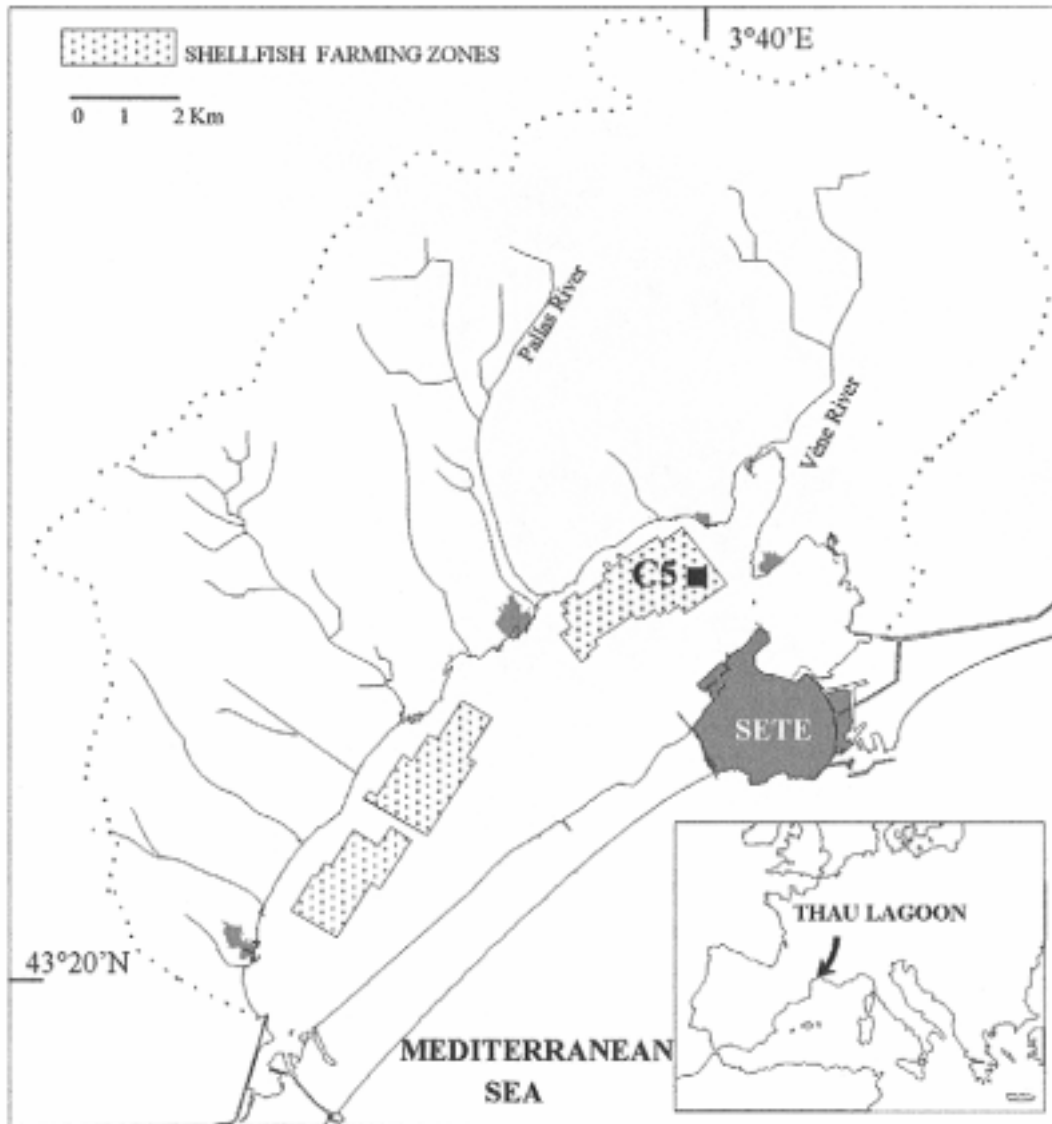 3°40'E
SHELLFISH FARMING ZONES
0 1 2 Km
Pallas River
Vène River
C5
SETE
THAU LAGOON
43°20'N
MEDITERRANEAN
SEA